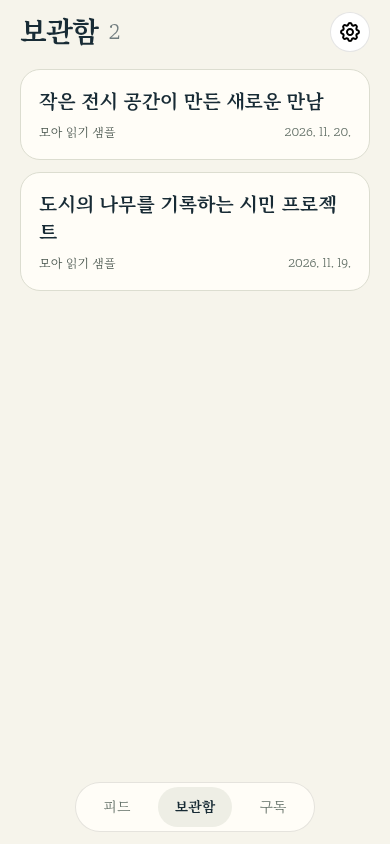 보관함 2
작은 전시 공간이 만든 새로운 만남
모아 읽기 샘플 2026. 11. 20.
도시의 나무를 기록하는 시민 프로젝
트
모아 읽기 샘플 2026. 11. 19.
피드 보관함 구독